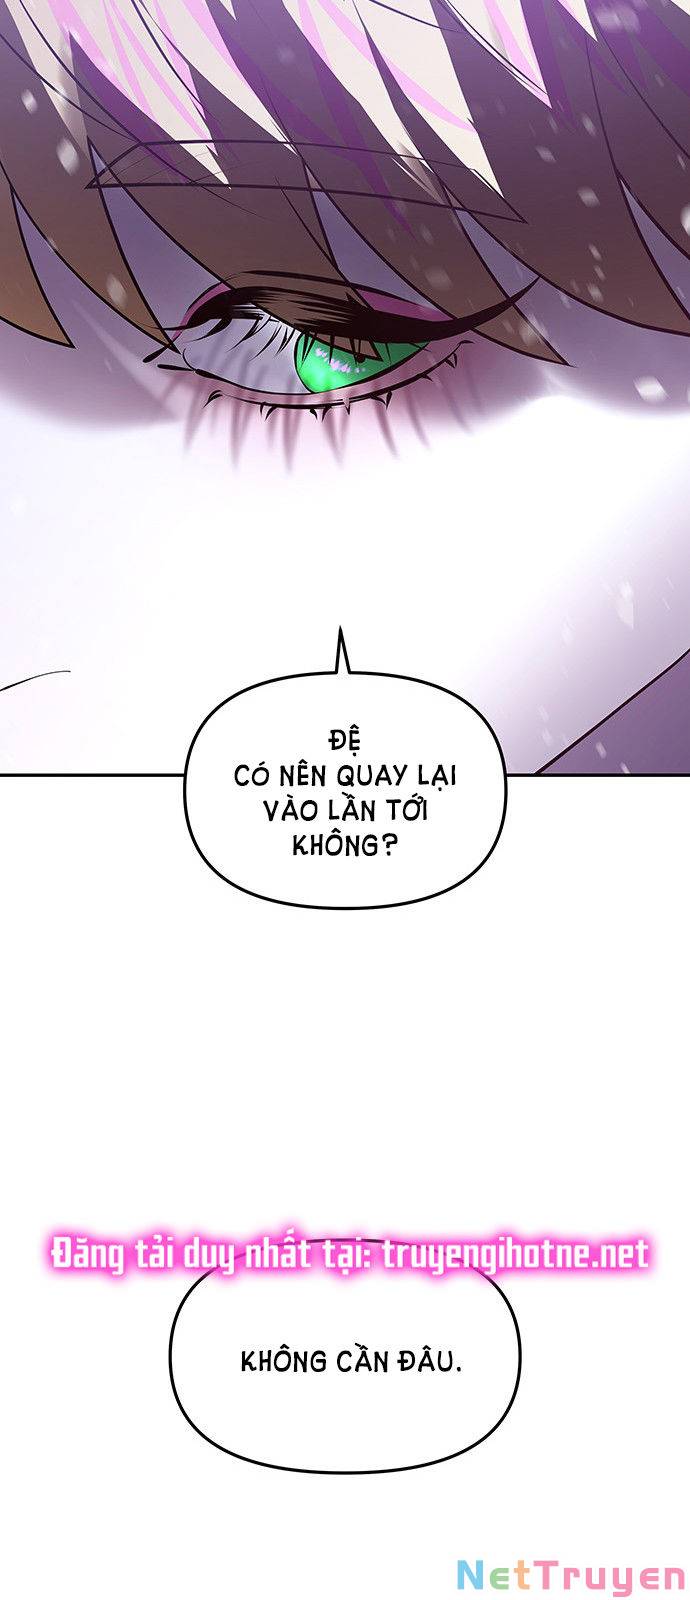 ĐỆ
CÓ NÊN QUAY LẠI
VÀO LẦN TỚI
KHÔNG?
Đăng tải duy nhất tại: truyengihotne.net
KHÔNG CẦN ĐÂU.
NetTruyen